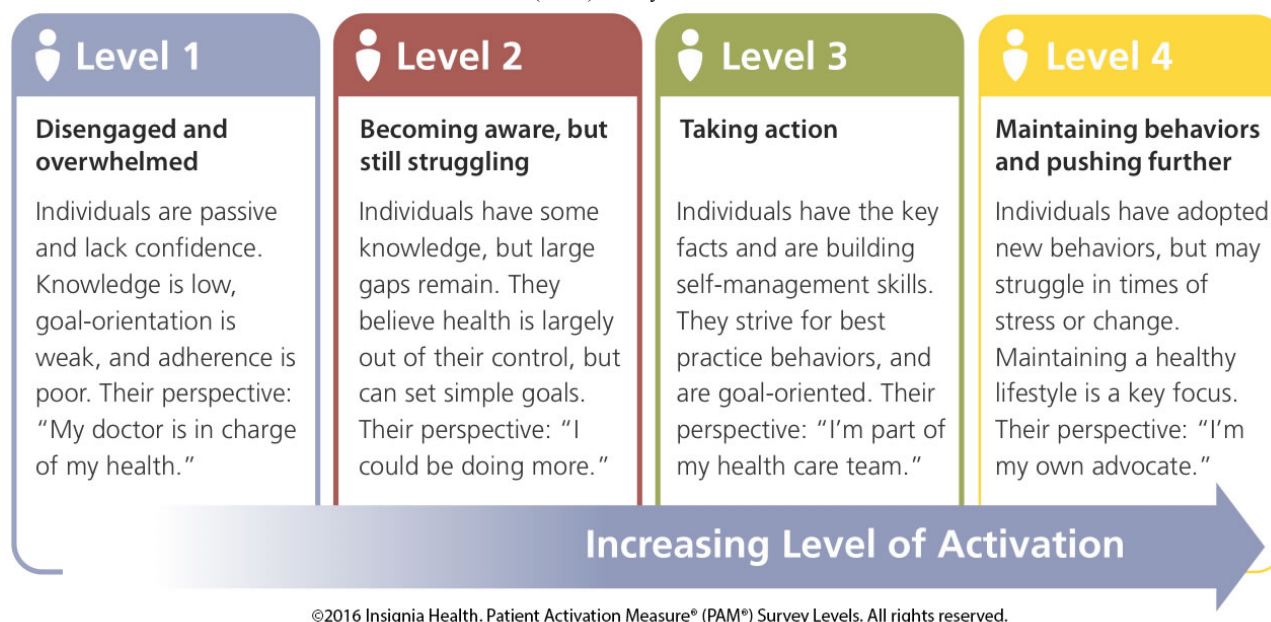 Level 1
Disengaged and
overwhelmed
Individuals are passive
and lack confidence.
Knowledge is low,
goal-orientation is
weak, and adherence is
poor. Their perspective:
“My doctor is in charge
of my health.”
Level 2
Becoming aware, but
still struggling
Individuals have some
knowledge, but large
gaps remain. They
believe health is largely
out of their control, but
can set simple goals.
Their perspective: “I
could be doing more.”
Level 3
Taking action
Individuals have the key
facts and are building
self-management skills.
They strive for best
practice behaviors, and
are goal-oriented. Their
perspective: “I’m part of
my health care team.”
Level 4
Maintaining behaviors
and pushing further
Individuals have adopted
new behaviors, but may
struggle in times of
stress or change.
Maintaining a healthy
lifestyle is a key focus.
Their perspective: “I’m
my own advocate.”
Increasing Level of Activation
©2016 Insignia Health. Patient Activation Measure® (PAM®) Survey Levels. All rights reserved.